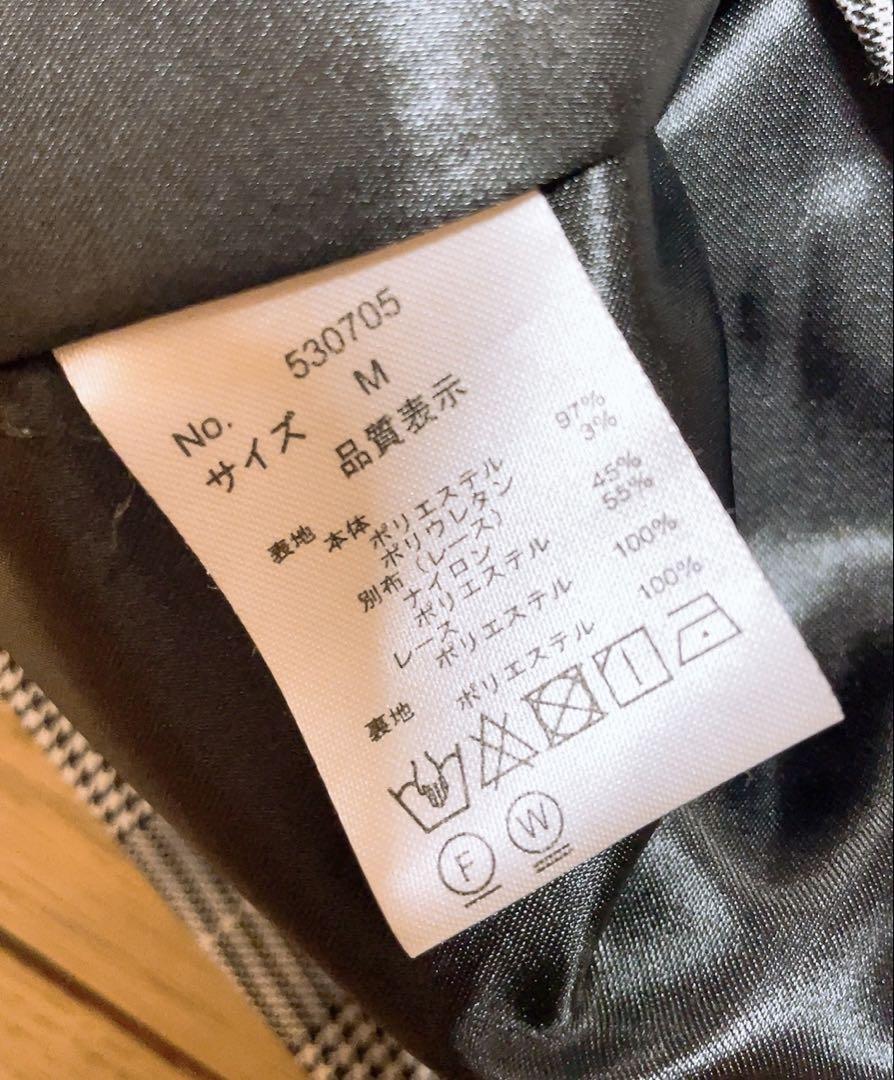 No. 530705
サイズ M
品質表示
表地 本体 ポリエステル 97%
ポリウレタン 3%
別布(レース)
ナイロン 45%
ポリエステル 55%
レース
ポリエステル 100%
裏地 ポリエステル 100%
F W